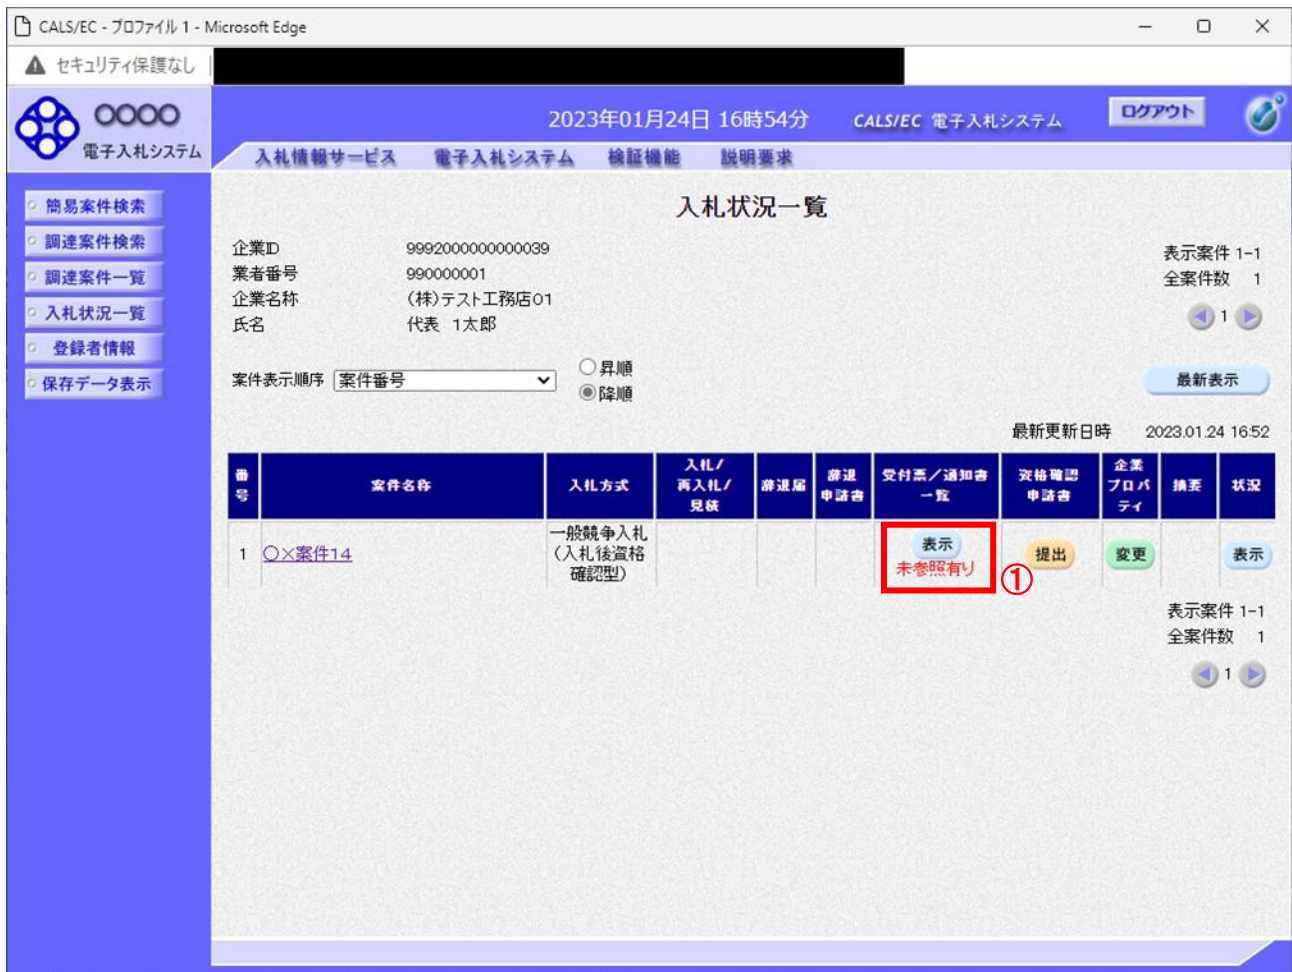 CALS/EC - プロファイル 1 - Microsoft Edge
セキュリティ保護なし
〇〇〇〇
電子入札システム
2023年01月24日 16時54分
CALS/EC 電子入札システム
ログアウト
入札情報サービス 電子入札システム 検証機能 説明要求
簡易案件検索
調達案件検索
調達案件一覧
入札状況一覧
登録者情報
保存データ表示
入札状況一覧
企業ID 9992000000000039
業者番号 990000001
企業名称 (株)テスト工務店01
氏名 代表 1太郎
表示案件 1-1
全案件数 1
1
案件表示順序 案件番号
昇順
降順
最新表示
最新更新日時 2023.01.24 16:52
番号 案件名称 入札方式 入札/再入札/見積 辞退届 辞退申請書 受付票/通知書一覧 資格確認申請書 企業プロパティ 摘要 状況
1 〇×案件14 一般競争入札(入札後資格確認型) 表示 未参照有り 提出 変更 表示
①
表示案件 1-1
全案件数 1
1